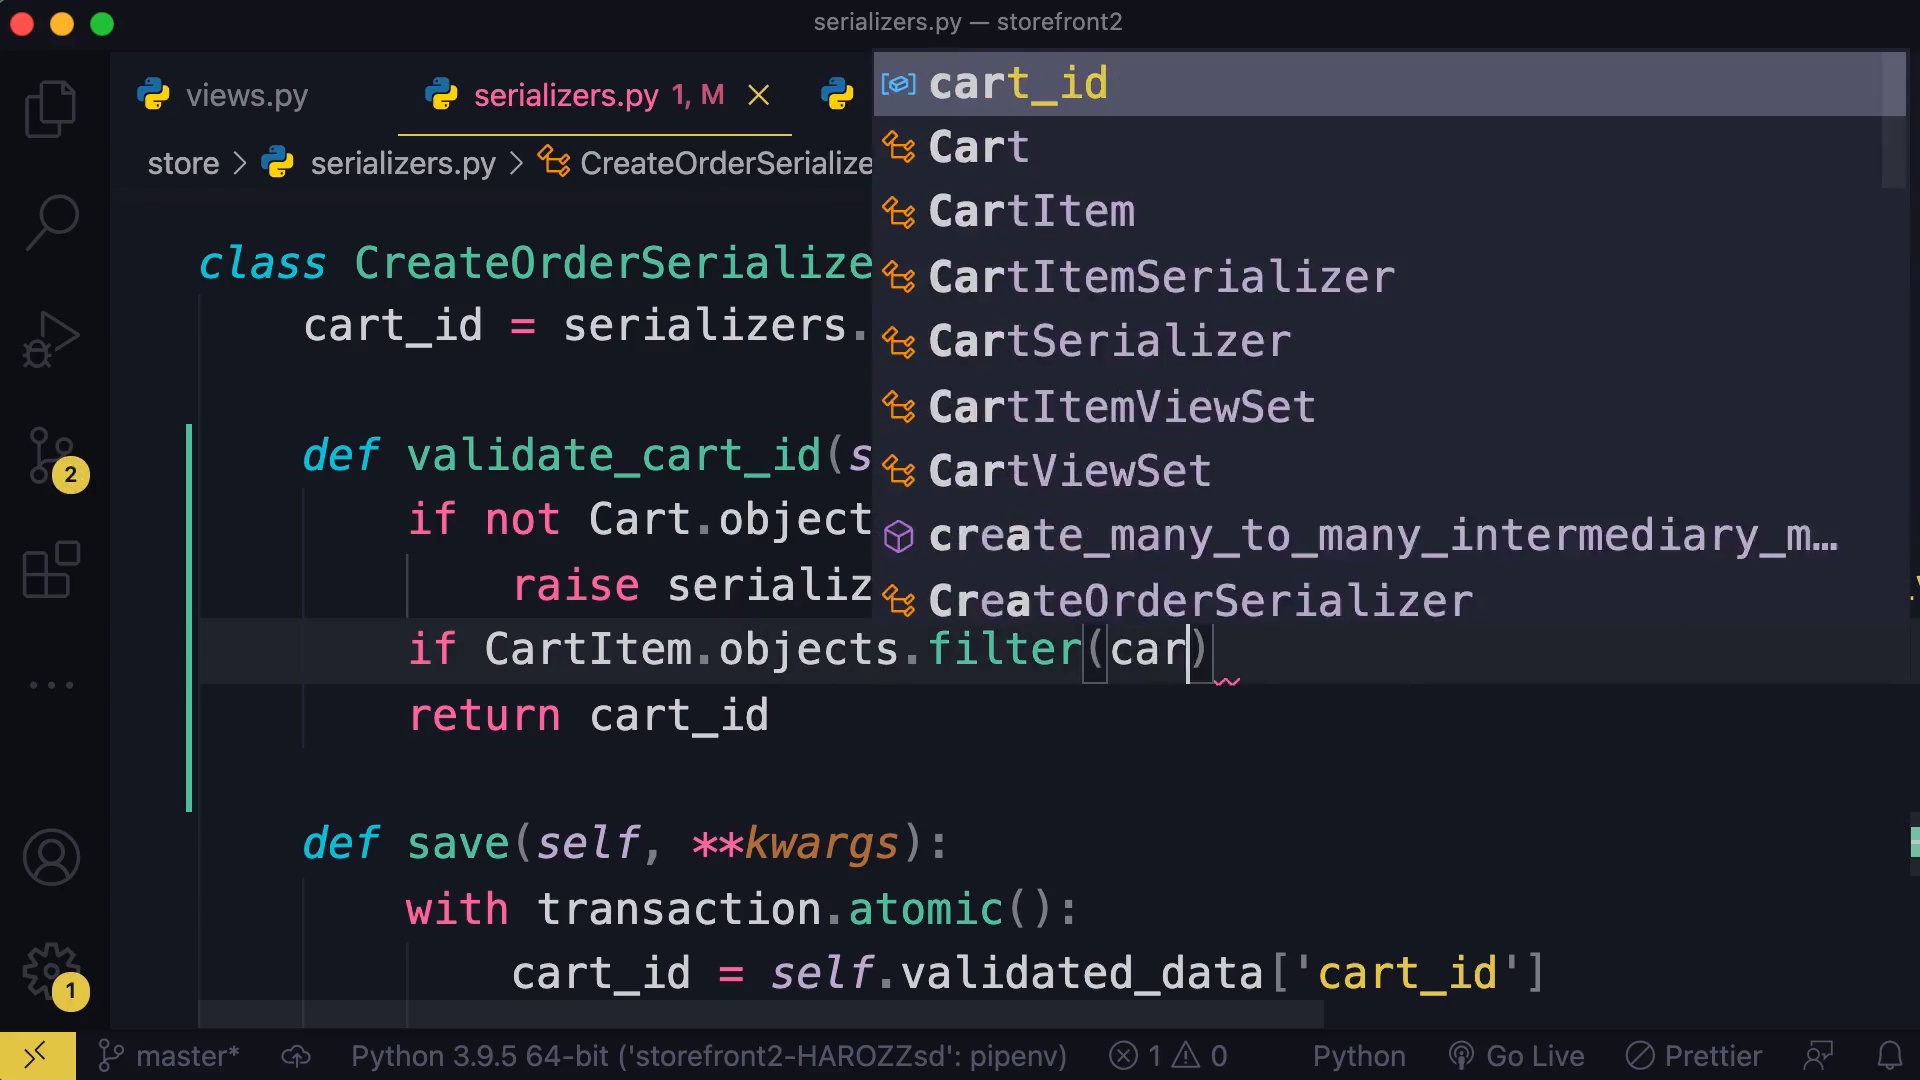 serializers.py — storefront2
views.py
serializers.py 1, M
store > serializers.py > CreateOrderSerialize
cart_id
Cart
CartItem
CartItemSerializer
CartSerializer
CartItemViewSet
CartViewSet
create_many_to_many_intermediary_m…
CreateOrderSerializer
class CreateOrderSerialize
cart_id = serializers.
def validate_cart_id(s
if not Cart.object
raise serializ
if CartItem.objects.filter(car)
return cart_id
def save(self, **kwargs):
with transaction.atomic():
cart_id = self.validated_data['cart_id']
2
1
master* Python 3.9.5 64-bit ('storefront2-HAROZZsd': pipenv) 1 0 Python Go Live Prettier